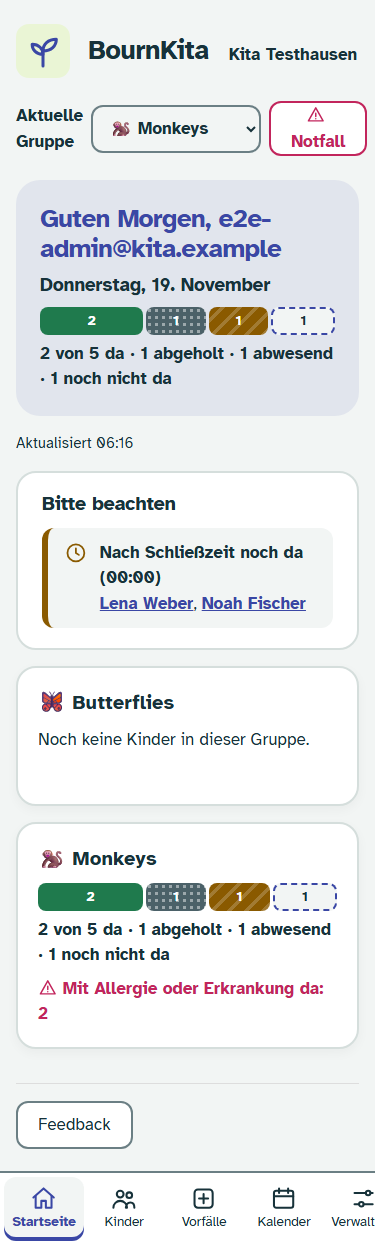 BournKita
Kita Testhausen
Aktuelle
Gruppe
Monkeys
Notfall
Guten Morgen, e2e-
admin@kita.example
Donnerstag, 19. November
2 1 1 1
2 von 5 da · 1 abgeholt · 1 abwesend
· 1 noch nicht da
Aktualisiert 06:16
Bitte beachten
Nach Schließzeit noch da
(00:00)
Lena Weber, Noah Fischer
Butterflies
Noch keine Kinder in dieser Gruppe.
Monkeys
2 1 1 1
2 von 5 da · 1 abgeholt · 1 abwesend
· 1 noch nicht da
Mit Allergie oder Erkrankung da:
2
Feedback
Startseite Kinder Vorfälle Kalender Verwalt